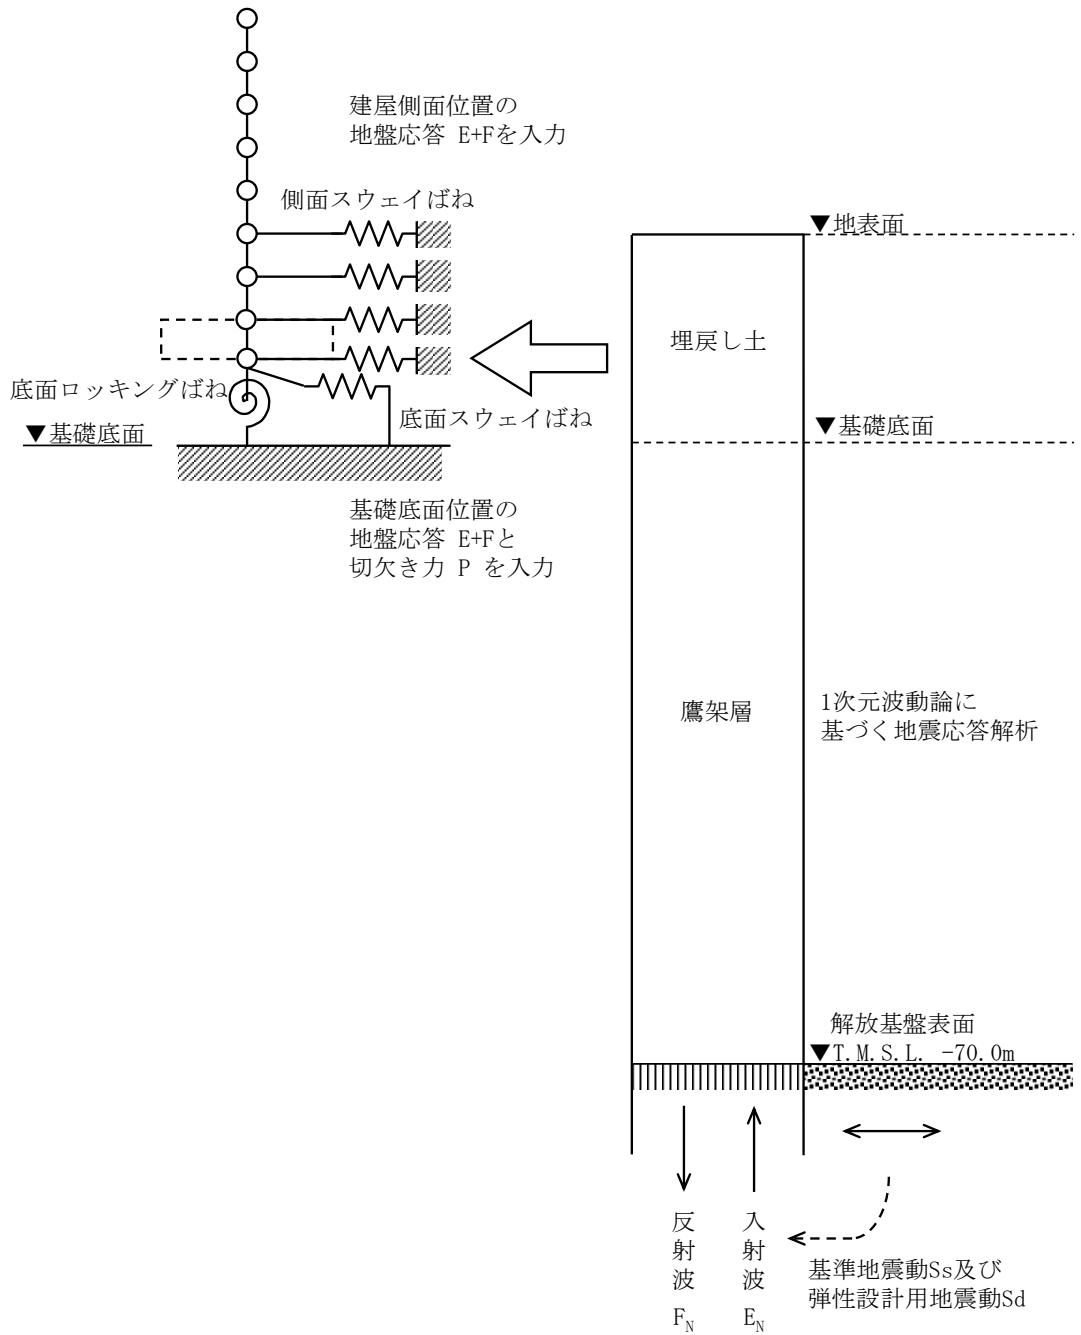 建屋側面位置の
地盤応答 E+Fを入力
側面スウェイばね
底面ロッキングばね
底面スウェイばね
▼基礎底面
基礎底面位置の
地盤応答 E+Fと
切欠き力 P を入力
▼地表面
埋戻し土
▼基礎底面
鷹架層
1次元波動論に
基づく地震応答解析
解放基盤表面
▼T.M.S.L. -70.0m
反射波 FN
入射波 EN
基準地震動Ss及び
弾性設計用地震動Sd